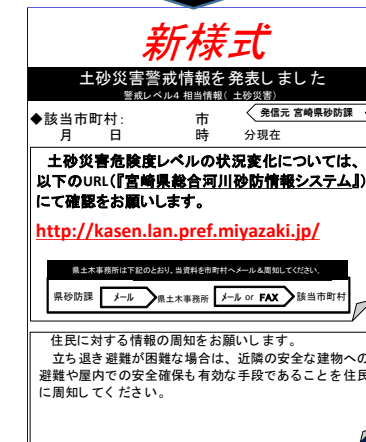 新様式
土砂災害警戒情報を発表しました
警戒レベル4 相当情報( 土砂災害)
発信元 宮崎県砂防課
◆該当市町村: 市
月 日 時 分現在
土砂災害危険度レベルの状況変化については、
以下のURL(『宮崎県総合河川砂防情報システム』)
にて確認をお願いします。
http://kasen.lan.pref.miyazaki.jp/
県土木事務所は下記のとおり、当資料を市町村へメール&周知してください。
県砂防課 メール 県土木事務所 メール or FAX 該当市町村
住民に対する情報の周知をお願いします。
立ち退き避難が困難な場合は、近隣の安全な建物への
避難や屋内での安全確保も有効な手段であることを住民
に周知してください。